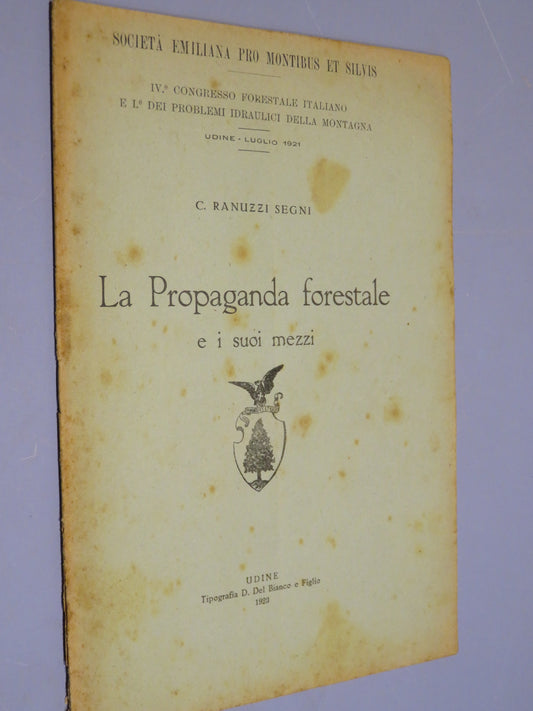 SOCIETÀ EMILIANA PRO MONTIBUS ET SILVIS
IV.º CONGRESSO FORESTALE ITALIANO
E I.º DEI PROBLEMI IDRAULICI DELLA MONTAGNA
UDINE - LUGLIO 1921
C. RANUZZI SEGNI
La Propaganda forestale
e i suoi mezzi
UDINE
Tipografia D. Del Bianco e Figlio
1923